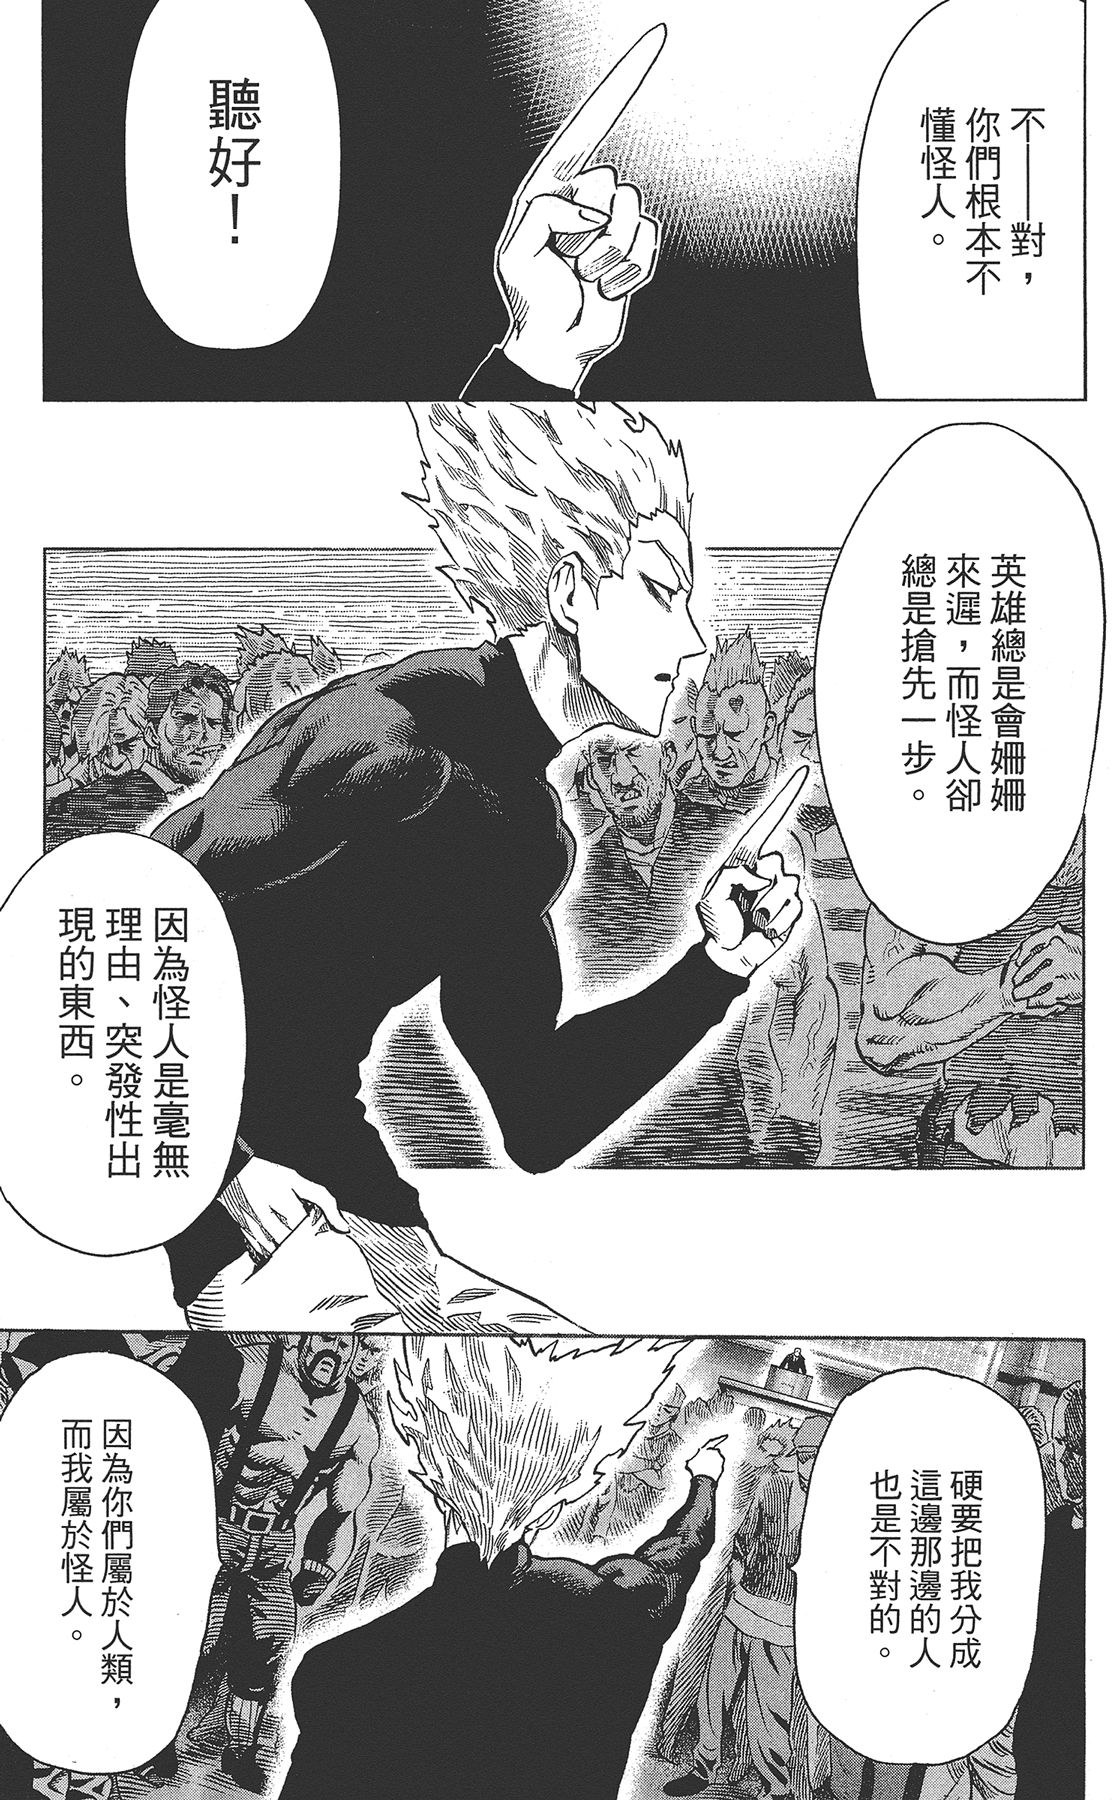 不——對，
你們根本不
懂怪人。
聽好！
英雄總是會姍姍
來遲，而怪人卻
總是搶先一步。
因為怪人是毫無
理由、突發性出
現的東西。
硬要把我分成
這邊那邊的人
也是不對的。
因為你們屬於人類，
而我屬於怪人。